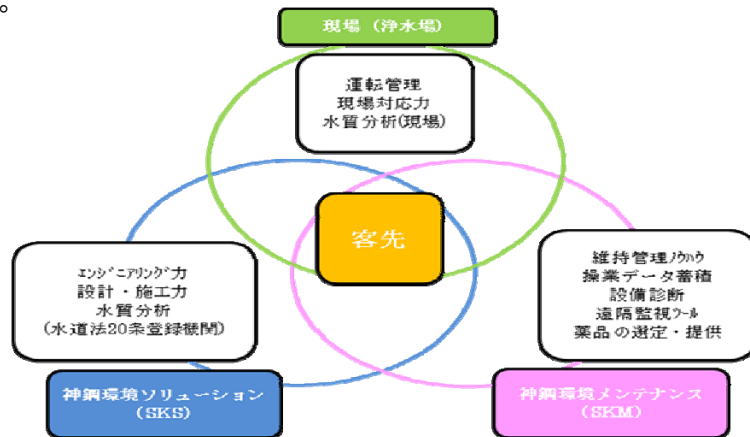 。
現場（浄水場）
運転管理
現場対応力
水質分析(現場)
客先
ｴﾝｼﾞﾆｱﾘﾝｸﾞ力
設計・施工力
水質分析
(水道法20条登録機関)
維持管理ﾉｳﾊｳ
操業データ蓄積
設備診断
遠隔監視ﾂｰﾙ
薬品の選定・提供
神鋼環境ソリューション
(SKS)
神鋼環境メンテナンス
(SKM)